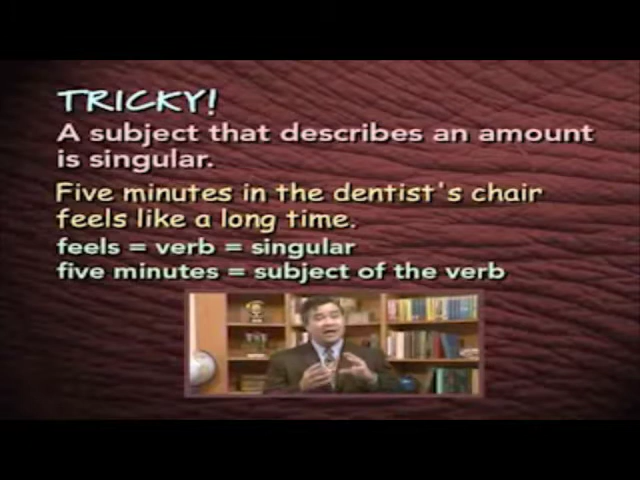 TRICKY!
A subject that describes an amount
is singular.
Five minutes in the dentist's chair
feels like a long time.
feels = verb = singular
five minutes = subject of the verb